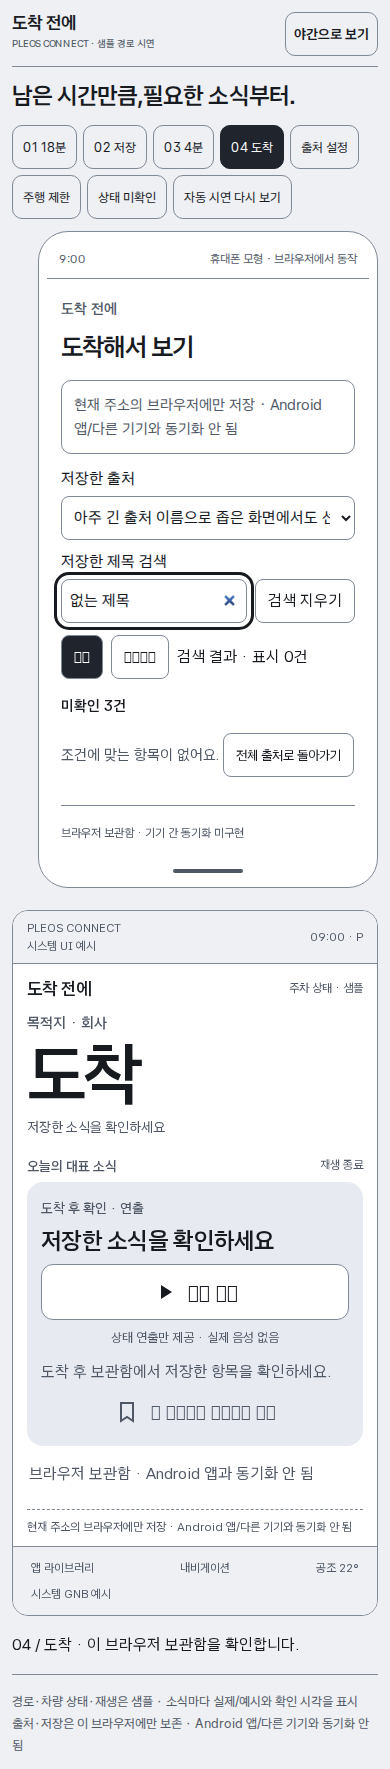 도착 전에
PLEOS CONNECT · 샘플 경로 시연
야간으로 보기
남은 시간만큼,필요한 소식부터.
01 18분
02 저장
03 4분
04 도착
출처 설정
주행 제한
상태 미확인
자동 시연 다시 보기
9:00
휴대폰 모형 · 브라우저에서 동작
도착 전에
도착해서 보기
현재 주소의 브라우저에만 저장 · Android
앱/다른 기기와 동기화 안 됨
저장한 출처
아주 긴 출처 이름으로 좁은 화면에서도
저장한 제목 검색
없는 제목
검색 지우기
검색 결과 · 표시 0건
미확인 3건
조건에 맞는 항목이 없어요.
전체 출처로 돌아가기
브라우저 보관함 · 기기 간 동기화 미구현
PLEOS CONNECT
시스템 UI 예시
09:00 · P
도착 전에
주차 상태 · 샘플
목적지 · 회사
도착
저장한 소식을 확인하세요
오늘의 대표 소식
재생 종료
도착 후 확인 · 연출
저장한 소식을 확인하세요
상태 연출만 제공 · 실제 음성 없음
도착 후 보관함에서 저장한 항목을 확인하세요.
브라우저 보관함 · Android 앱과 동기화 안 됨
현재 주소의 브라우저에만 저장 · Android 앱/다른 기기와 동기화 안 됨
앱 라이브러리
내비게이션
공조 22°
시스템 GNB 예시
04 / 도착 · 이 브라우저 보관함을 확인합니다.
경로·차량 상태·재생은 샘플 · 소식마다 실제/예시와 확인 시각을 표시
출처·저장은 이 브라우저에만 보존 · Android 앱/다른 기기와 동기화 안
됨